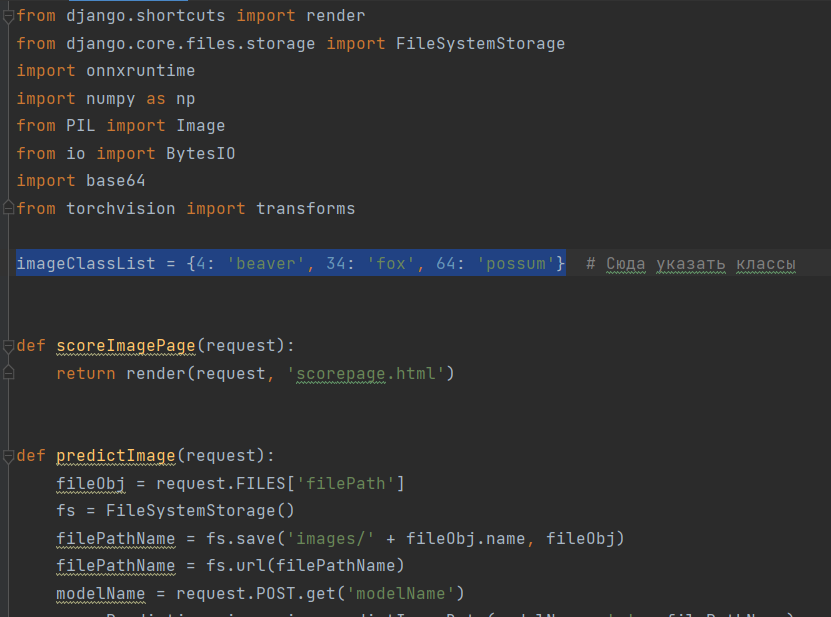 from django.shortcuts import render
from django.core.files.storage import FileSystemStorage
import onnxruntime
import numpy as np
from PIL import Image
from io import BytesIO
import base64
from torchvision import transforms
imageClassList = {4: 'beaver', 34: 'fox', 64: 'possum'}  # Сюда указать классы
def scoreImagePage(request):
    return render(request, 'scorepage.html')
def predictImage(request):
    fileObj = request.FILES['filePath']
    fs = FileSystemStorage()
    filePathName = fs.save('images/' + fileObj.name, fileObj)
    filePathName = fs.url(filePathName)
    modelName = request.POST.get('modelName')